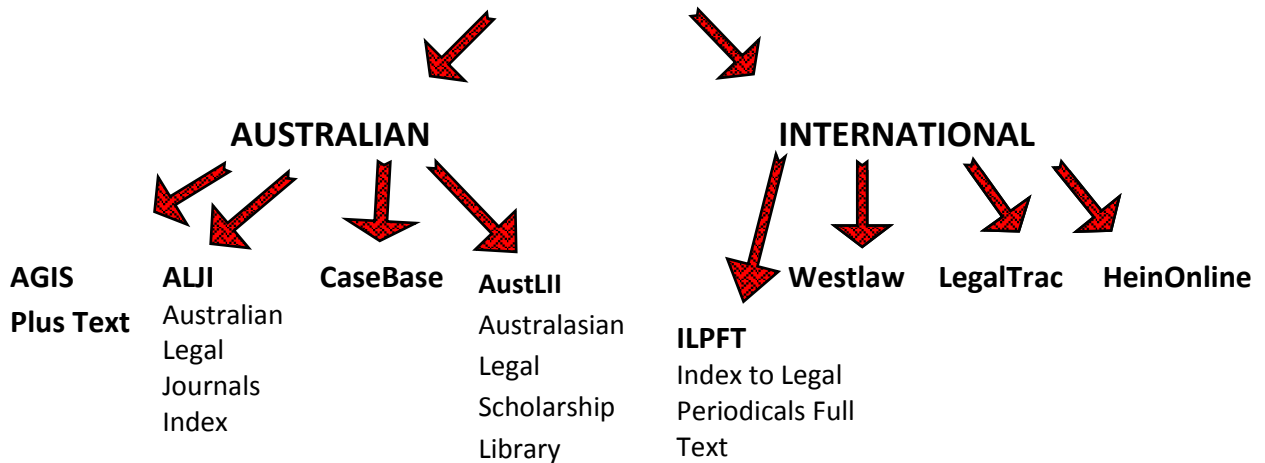 AUSTRALIAN
INTERNATIONAL
AGIS
Plus Text
ALJI
Australian
Legal
Journals
Index
CaseBase
AustLII
Australasian
Legal
Scholarship
Library
ILPFT
Index to Legal
Periodicals Full
Text
Westlaw
LegalTrac
HeinOnline